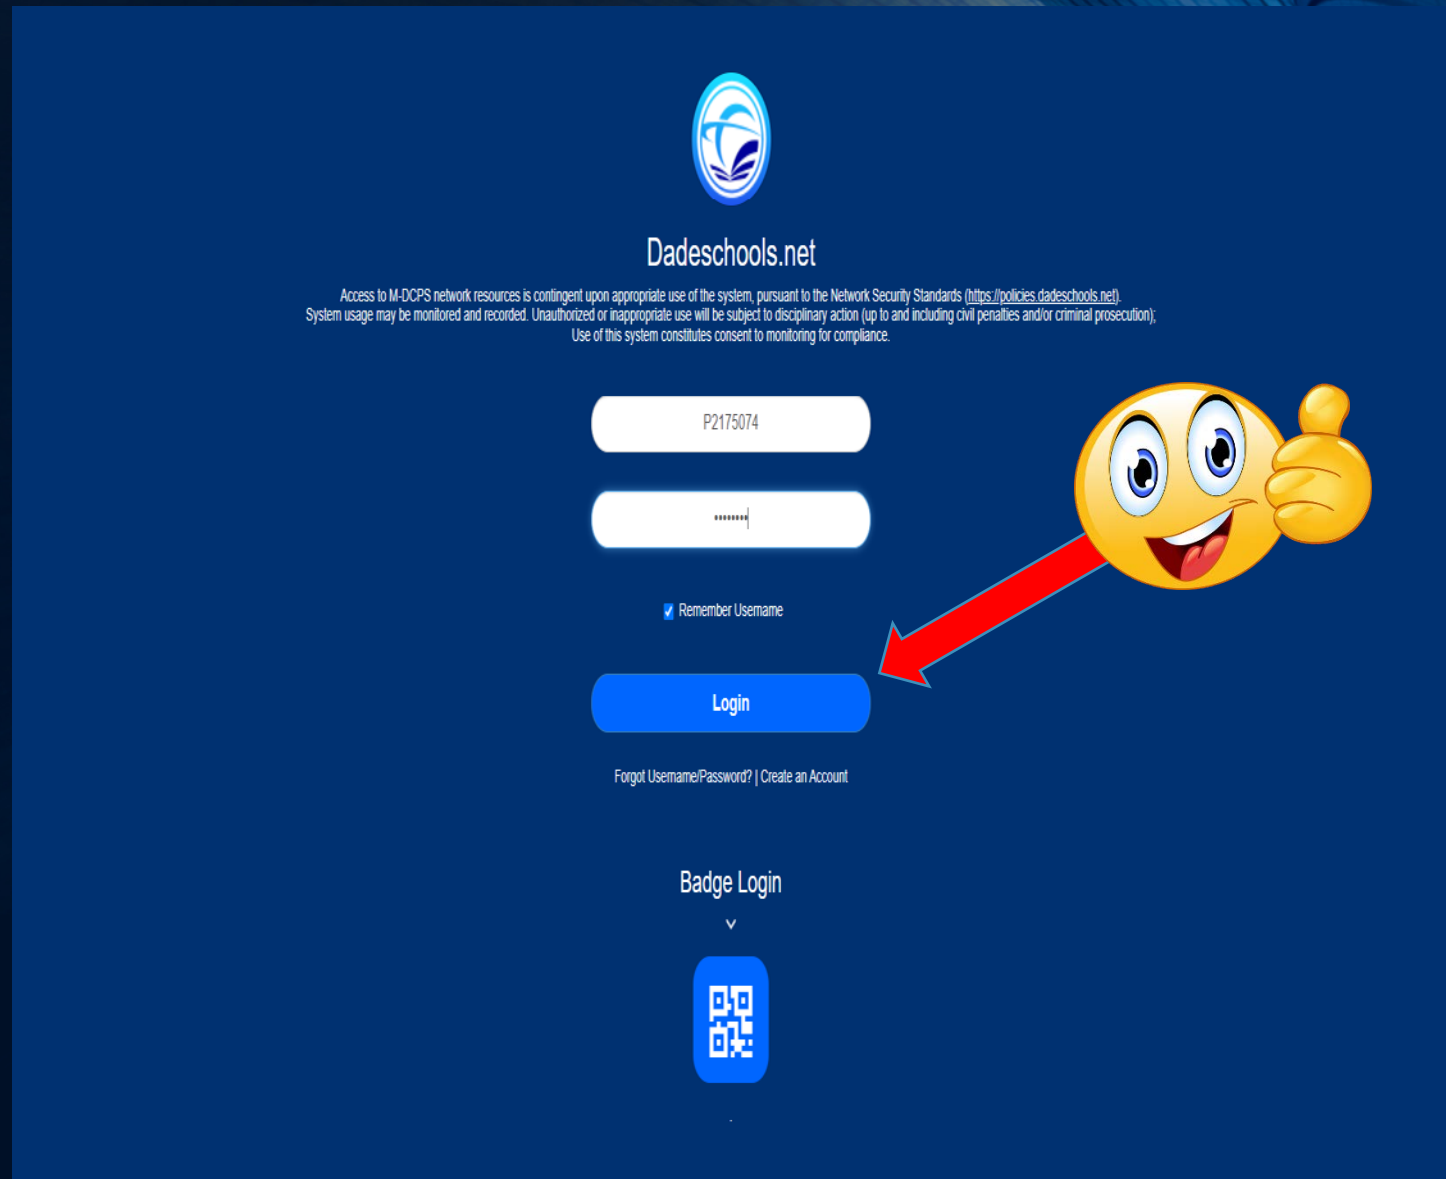 Dadeschools.net
Access to M-DCPS network resources is contingent upon appropriate use of the system, pursuant to the Network Security Standards (https://policies.dadeschools.net).
System usage may be monitored and recorded. Unauthorized or inappropriate use will be subject to disciplinary action (up to and including civil penalties and/or criminal prosecution);
Use of this system constitutes consent to monitoring for compliance.
P2175074
••••••••
Remember Username
Login
Forgot Username/Password? | Create an Account
Badge Login
.